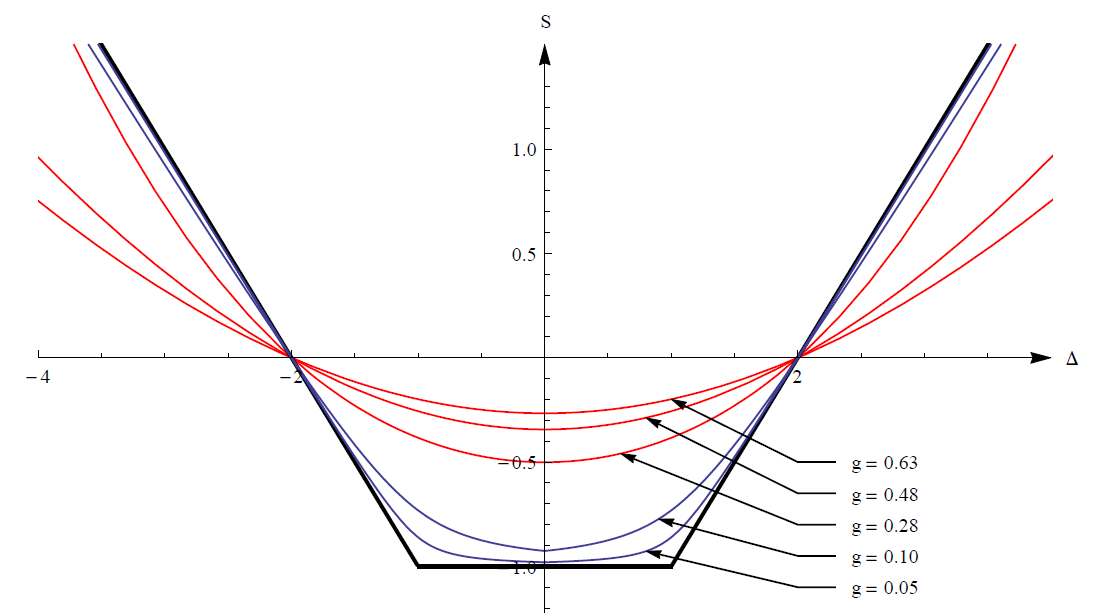 S
1.0
0.5
−4
−2
2
Δ
−0.5
g = 0.63
g = 0.48
g = 0.28
g = 0.10
−1.0
g = 0.05